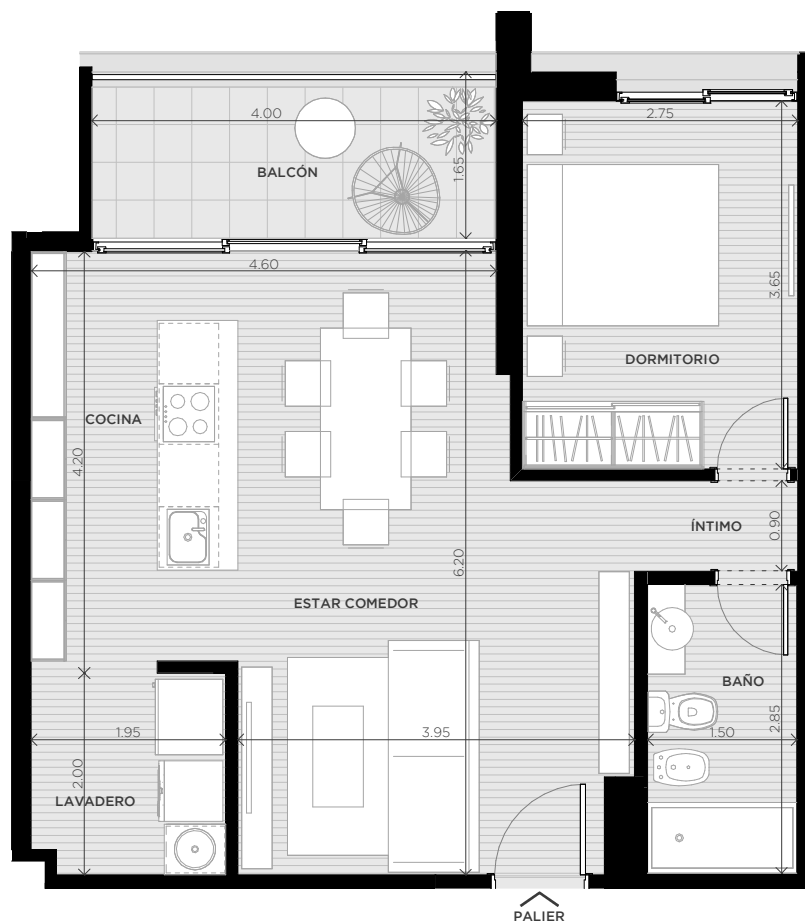 4.00
2.75
BALCÓN
1.65
4.60
3.65
DORMITORIO
COCINA
4.20
ÍNTIMO
0.90
6.20
ESTAR COMEDOR
BAÑO
2.85
1.95
3.95
1.50
2.00
LAVADERO
PALIER